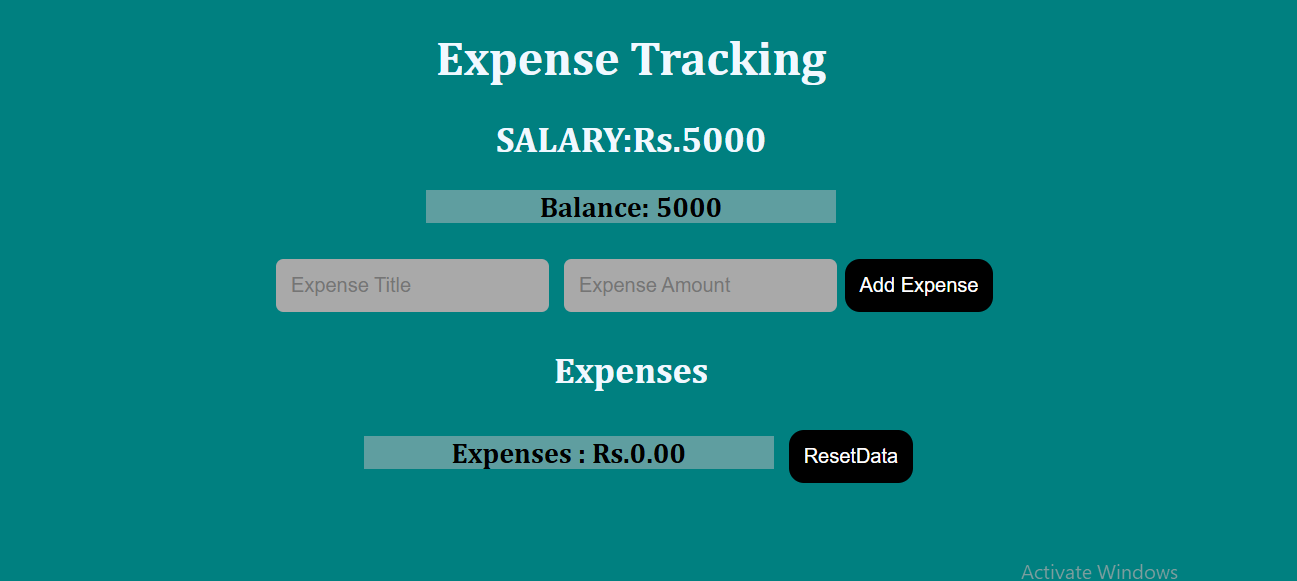 Expense Tracking
SALARY:Rs.5000
Balance: 5000
Expense Title Expense Amount Add Expense
Expenses
Expenses : Rs.0.00 ResetData
Activate Windows